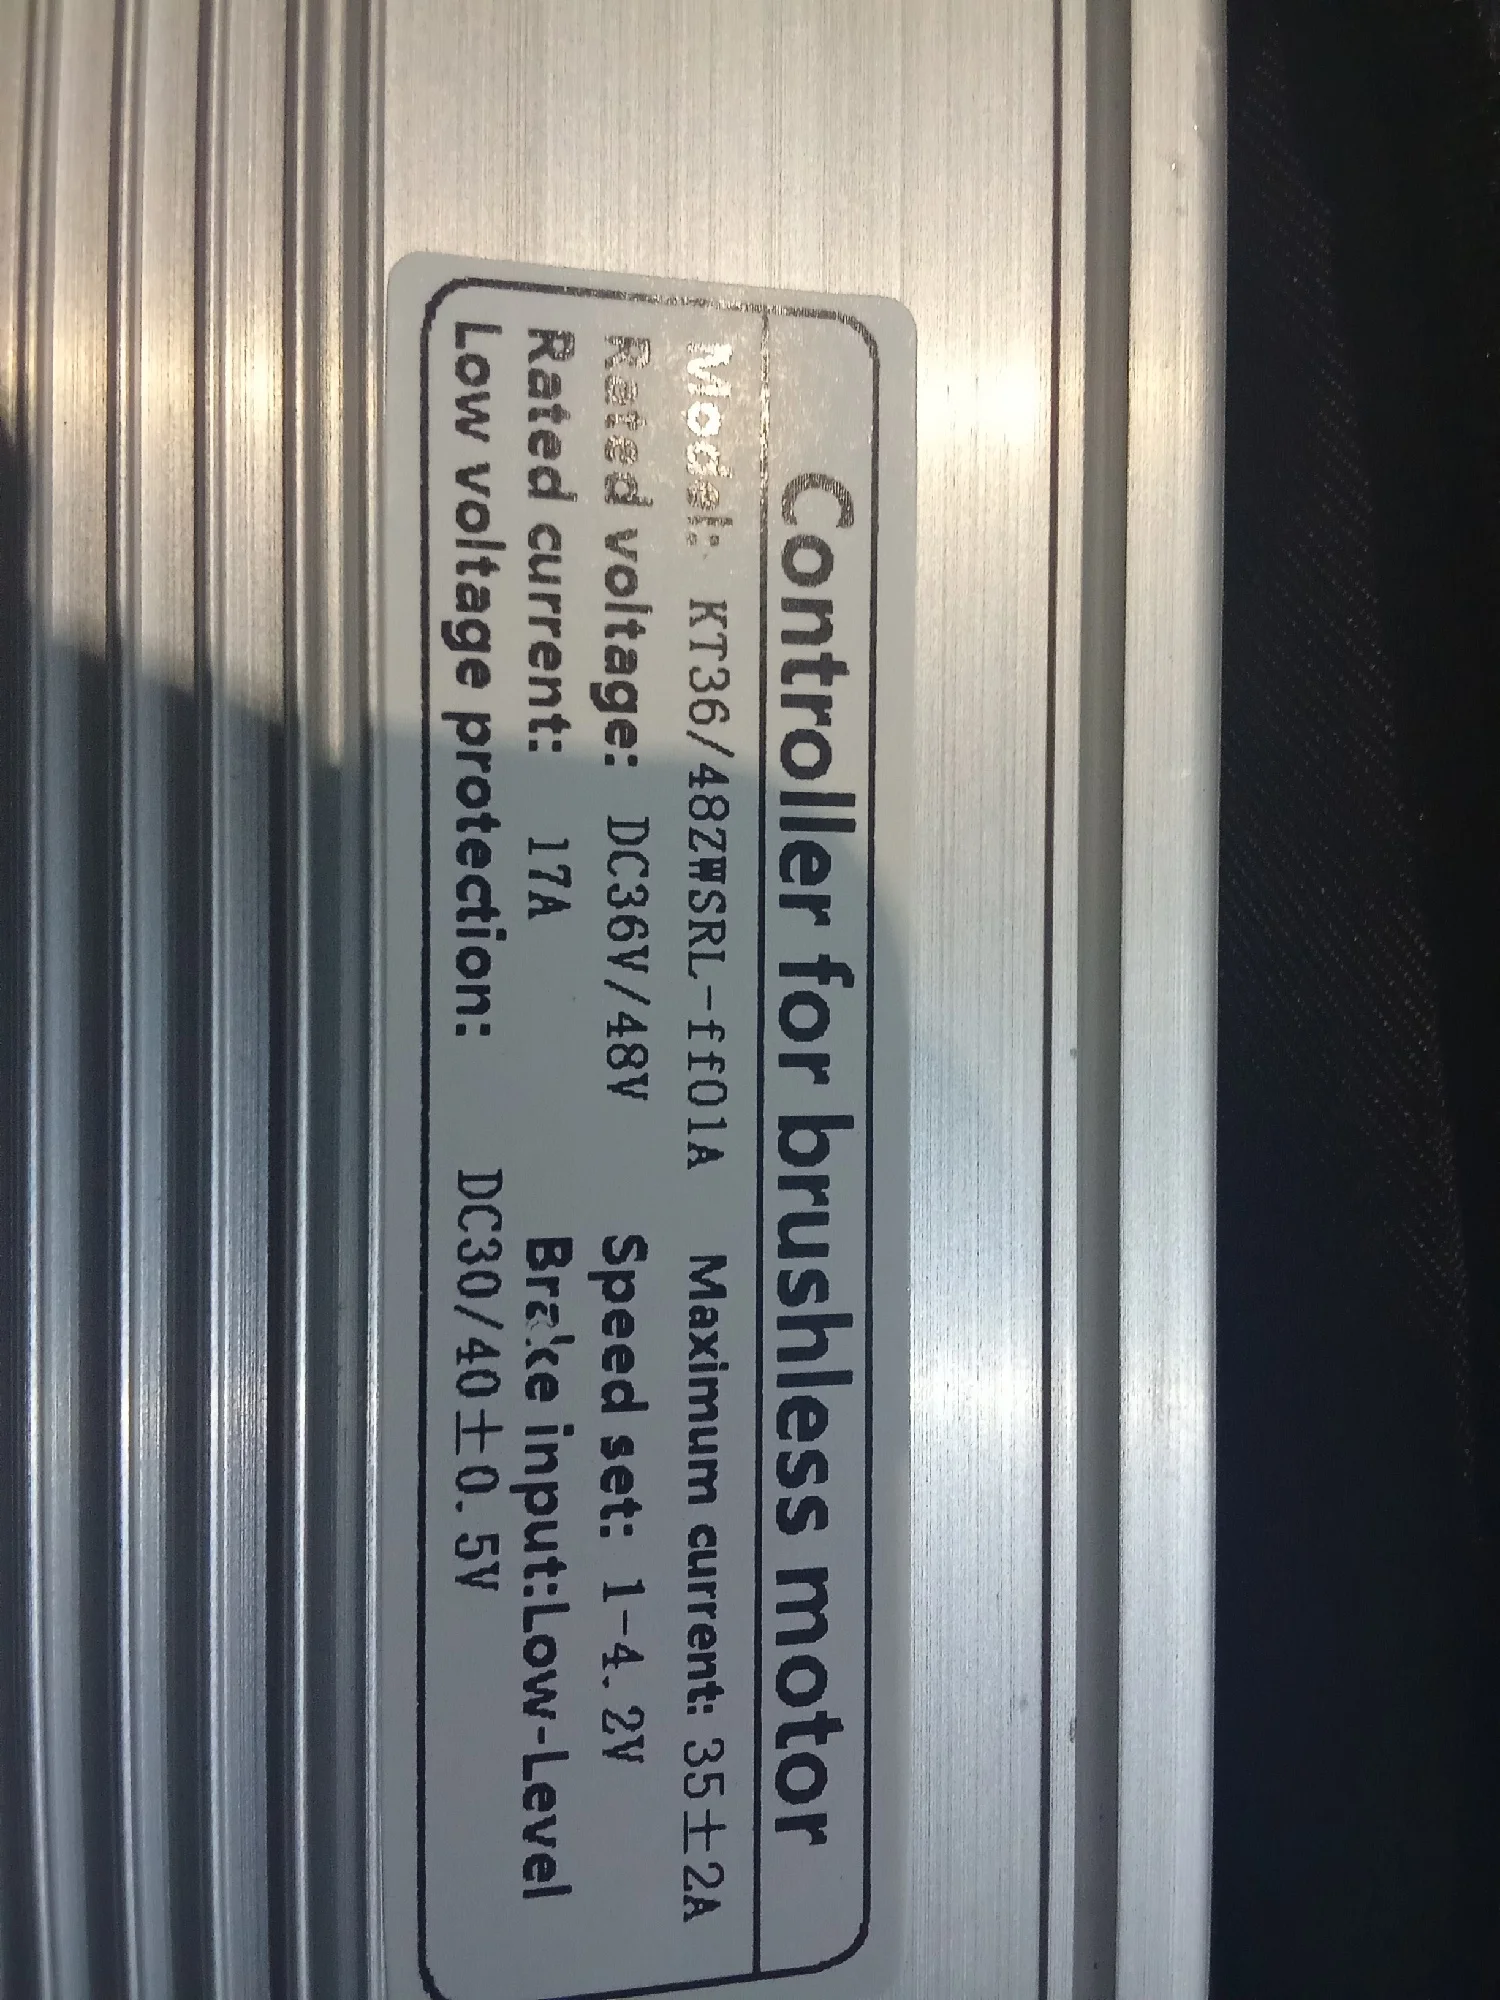 Controller for brushless motor
Model: KT36/48ZWSRL-ff01A Maximum current: 35±2A
Rated voltage: DC36V/48V Speed set: 1-4.2V
Rated current: 17A Brake input:Low-Level
Low voltage protection: DC30/40±0.5V